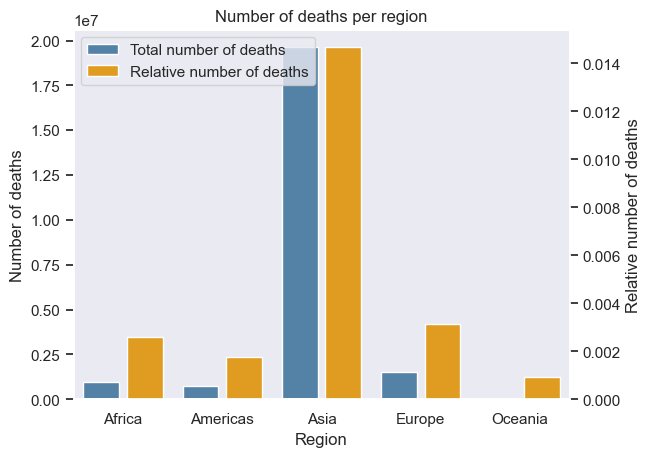 Number of deaths per region
1e7
Total number of deaths
Relative number of deaths
2.00
1.75
1.50
1.25
1.00
0.75
0.50
0.25
0.00
Number of deaths
0.014
0.012
0.010
0.008
0.006
0.004
0.002
0.000
Relative number of deaths
Africa Americas Asia Europe Oceania
Region